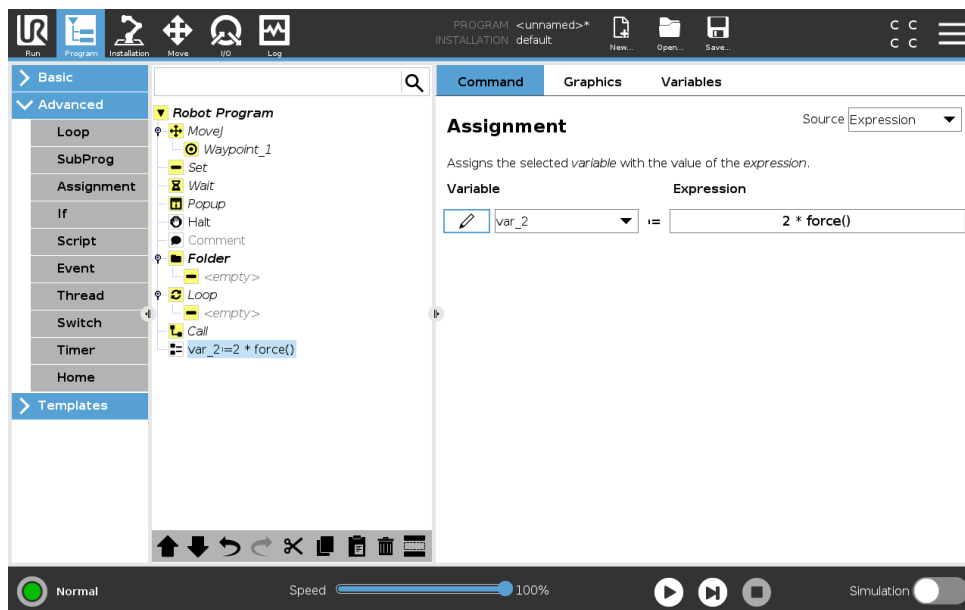 UR
Run
Program
Installation
Move
I/O
Log
PROGRAM <unnamed>*
INSTALLATION default
New...
Open...
Save...
C C
C C
Basic
Advanced
Loop
SubProg
Assignment
If
Script
Event
Thread
Switch
Timer
Home
Templates
Robot Program
MoveJ
Waypoint_1
Set
Wait
Popup
Halt
Comment
Folder
<empty>
Loop
<empty>
Call
var_2:=2 * force()
Command Graphics Variables
Assignment
Source Expression
Assigns the selected variable with the value of the expression.
Variable Expression
var_2 := 2 * force()
Normal
Speed 100%
Simulation